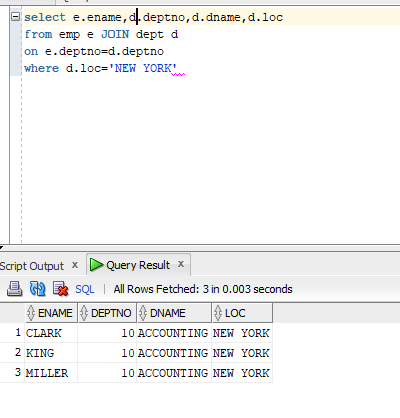 select e.ename,d.deptno,d.dname,d.loc
from emp e JOIN dept d
on e.deptno=d.deptno
where d.loc='NEW YORK'
Script Output x Query Result x
SQL | All Rows Fetched: 3 in 0.003 seconds
ENAME DEPTNO DNAME LOC
1 CLARK 10 ACCOUNTING NEW YORK
2 KING 10 ACCOUNTING NEW YORK
3 MILLER 10 ACCOUNTING NEW YORK